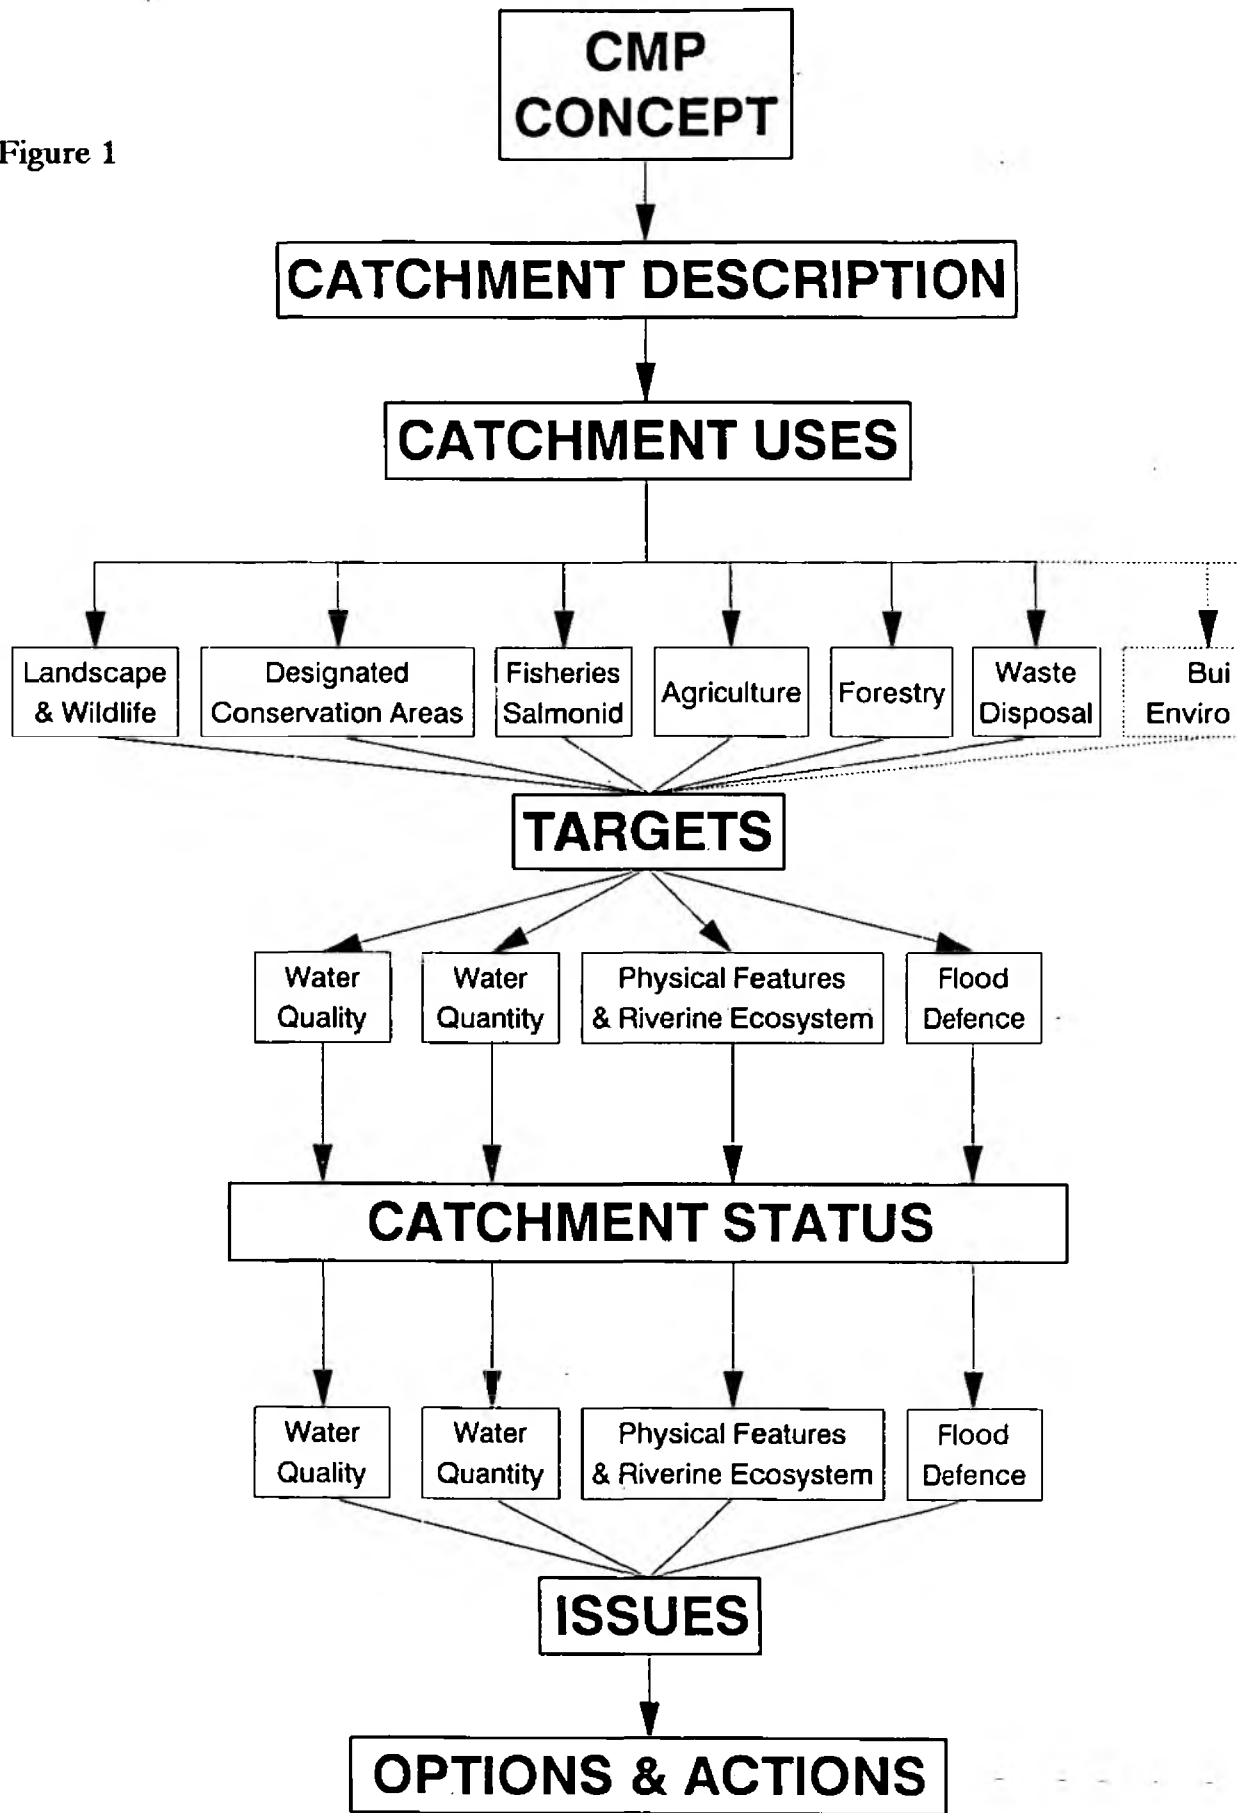 CMP
CONCEPT
Figure 1
CATCHMENT DESCRIPTION
CATCHMENT USES
Landscape
& Wildlife
Designated
Conservation Areas
Fisheries
Salmonid
Agriculture
Forestry
Waste
Disposal
Bui
Enviro
TARGETS
Water
Quality
Water
Quantity
Physical Features
& Riverine Ecosystem
Flood
Defence
CATCHMENT STATUS
Water
Quality
Water
Quantity
Physical Features
& Riverine Ecosystem
Flood
Defence
ISSUES
OPTIONS & ACTIONS